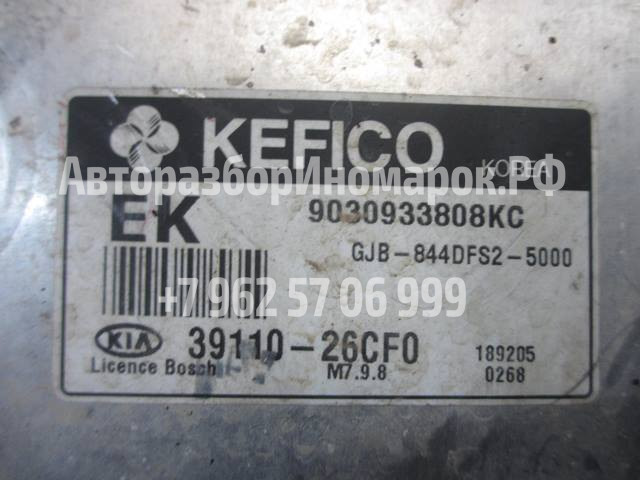 KEFICO KOREA
АвторазборИномарок.РФ
EK 9030933808KC
GJB-844DFS2-5000
+7 962 57 06 999
KIA 39110-26CF0 189205
Licence Bosch M7.9.8 0268